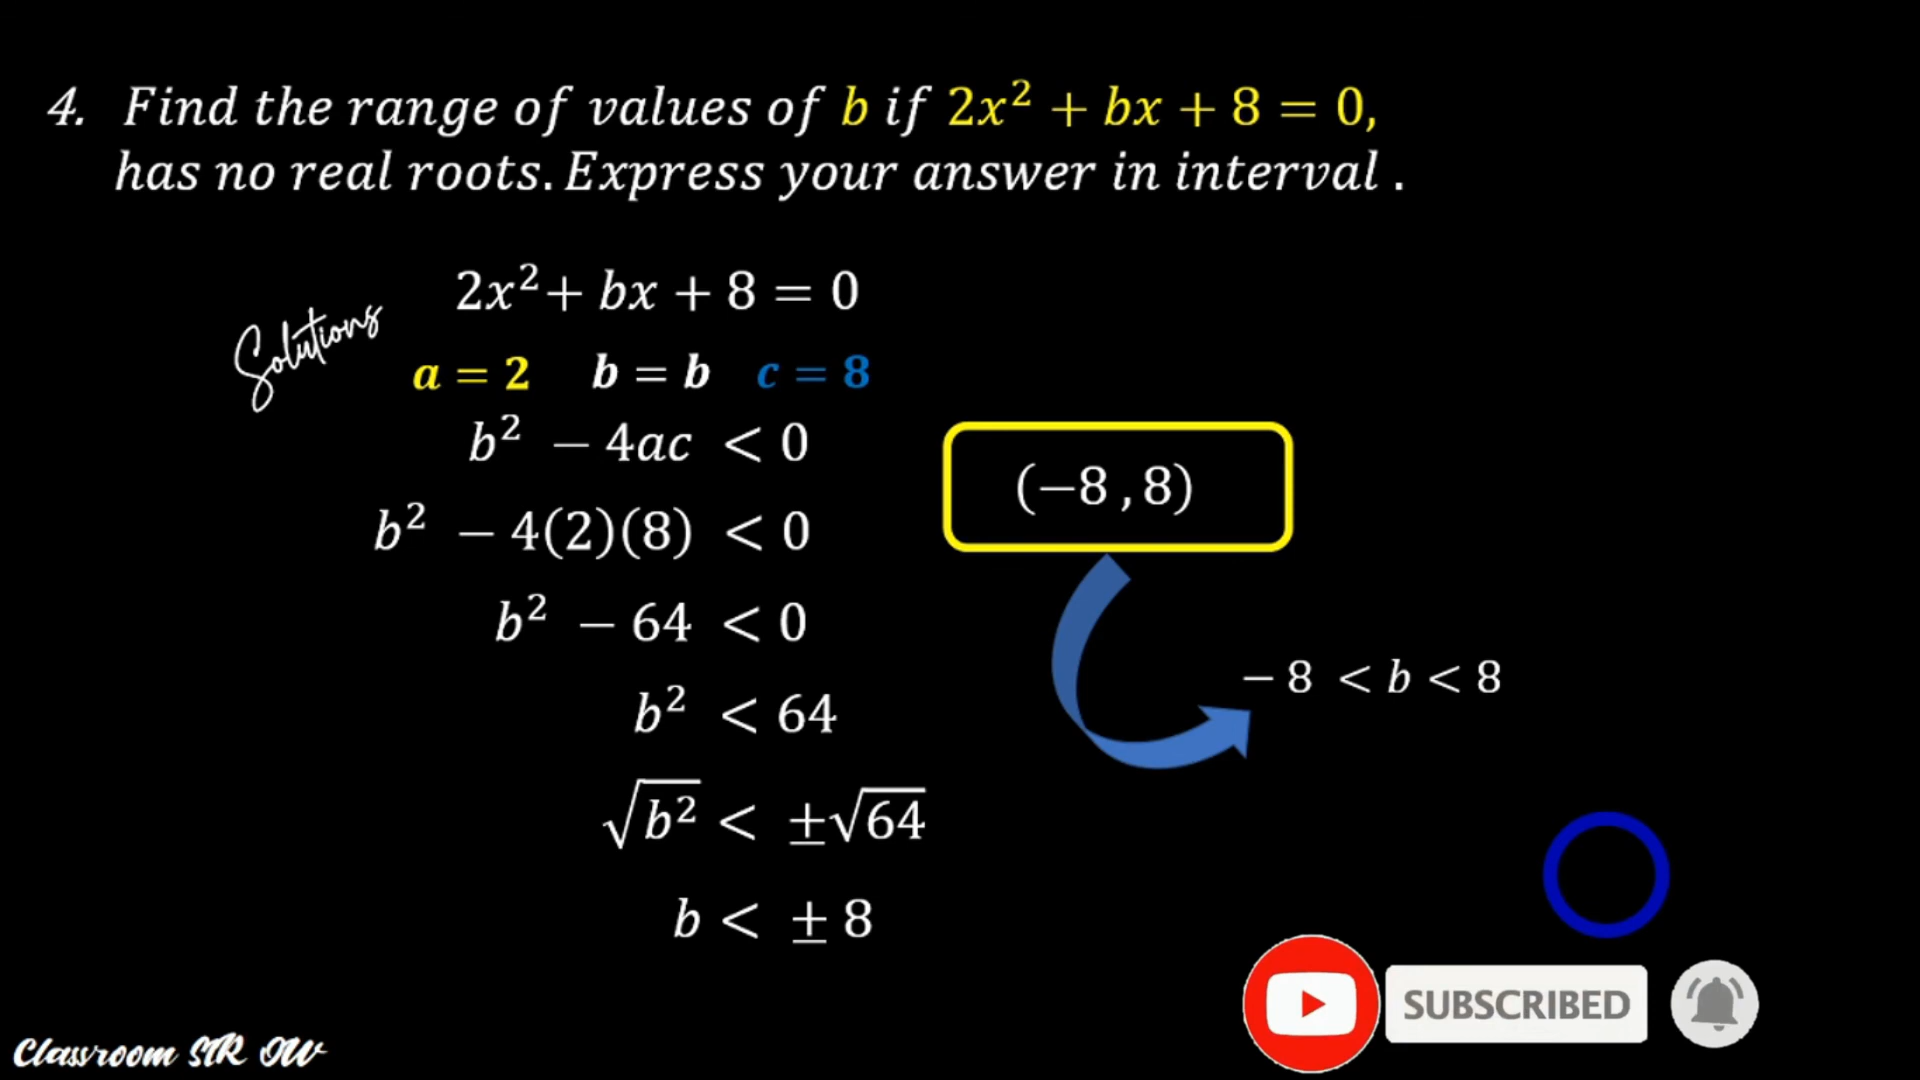 4. Find the range of values of b if 2x² + bx + 8 = 0,
has no real roots. Express your answer in interval .
Solutions
2x² + bx + 8 = 0
a = 2 b = b c = 8
b² − 4ac < 0
b² − 4(2)(8) < 0
(−8 , 8)
b² − 64 < 0
− 8 < b < 8
b² < 64
√b² < ±√64
b < ± 8
SUBSCRIBED
Classroom SIR OW